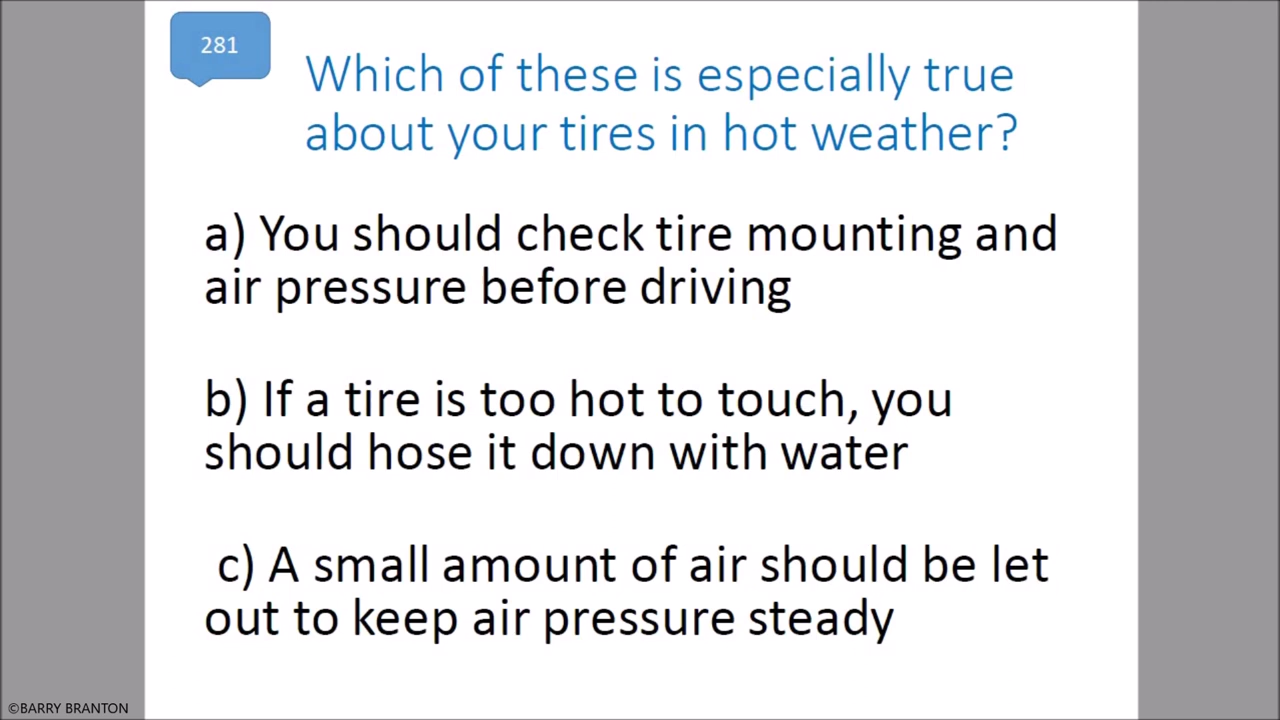 281
Which of these is especially true
about your tires in hot weather?
a) You should check tire mounting and
air pressure before driving
b) If a tire is too hot to touch, you
should hose it down with water
c) A small amount of air should be let
out to keep air pressure steady
©BARRY BRANTON